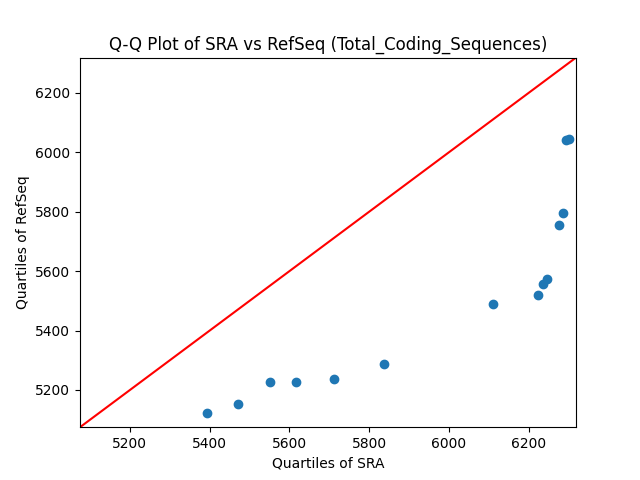 Q-Q Plot of SRA vs RefSeq (Total_Coding_Sequences)
Quartiles of RefSeq
6200
6000
5800
5600
5400
5200
5200 5400 5600 5800 6000 6200
Quartiles of SRA